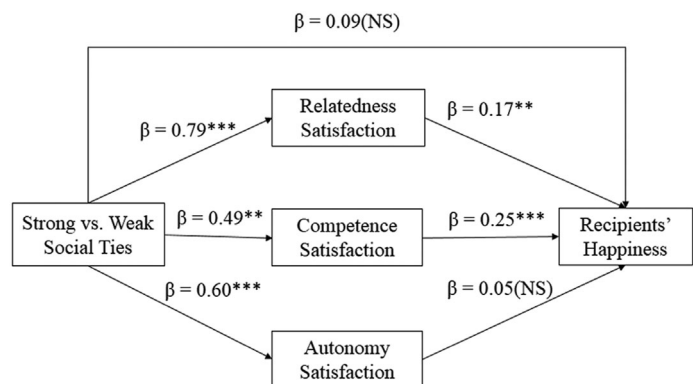 β = 0.09(NS)
Relatedness
Satisfaction
β = 0.17**
β = 0.79***
Strong vs. Weak
Social Ties
β = 0.49**
Competence
Satisfaction
β = 0.25***
Recipients’
Happiness
β = 0.60***
β = 0.05(NS)
Autonomy
Satisfaction